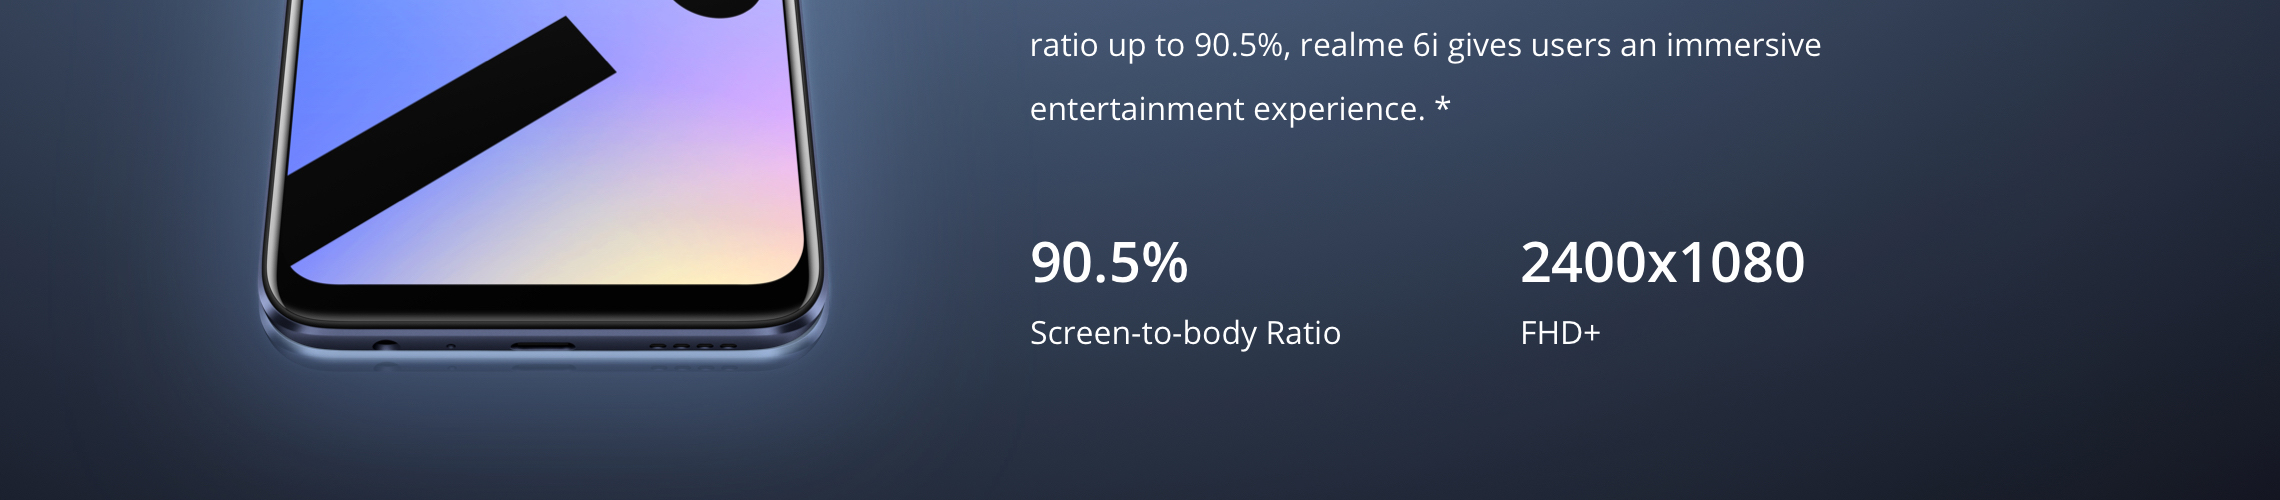 ratio up to 90.5%, realme 6i gives users an immersive
entertainment experience. *
90.5%
2400x1080
Screen-to-body Ratio
FHD+